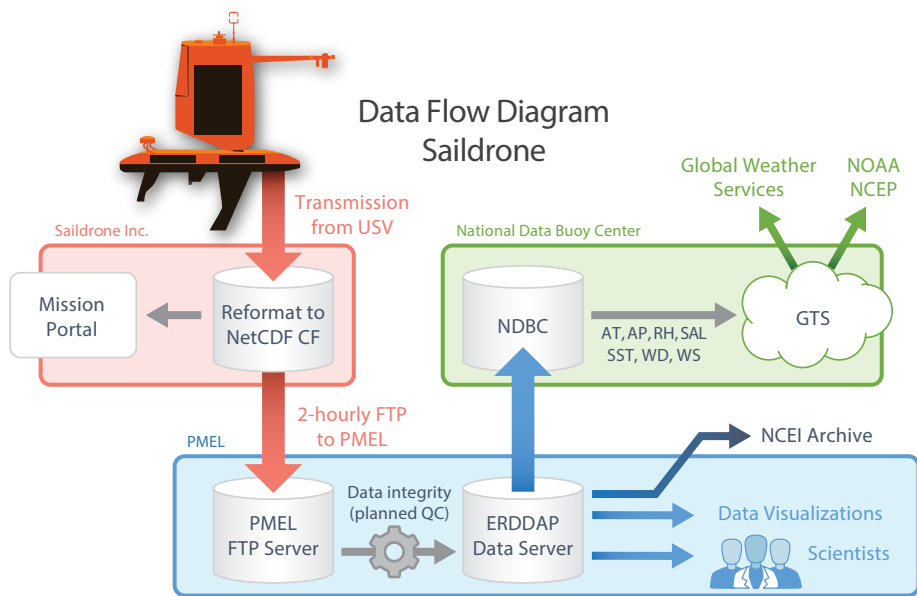 Data Flow Diagram
Saildrone
Transmission
from USV
Saildrone Inc.
Mission
Portal
Reformat to
NetCDF CF
2-hourly FTP
to PMEL
Global Weather
Services
NOAA
NCEP
National Data Buoy Center
NDBC
AT, AP, RH, SAL
SST, WD, WS
GTS
PMEL
PMEL
FTP Server
Data integrity
(planned QC)
ERDDAP
Data Server
NCEI Archive
Data Visualizations
Scientists